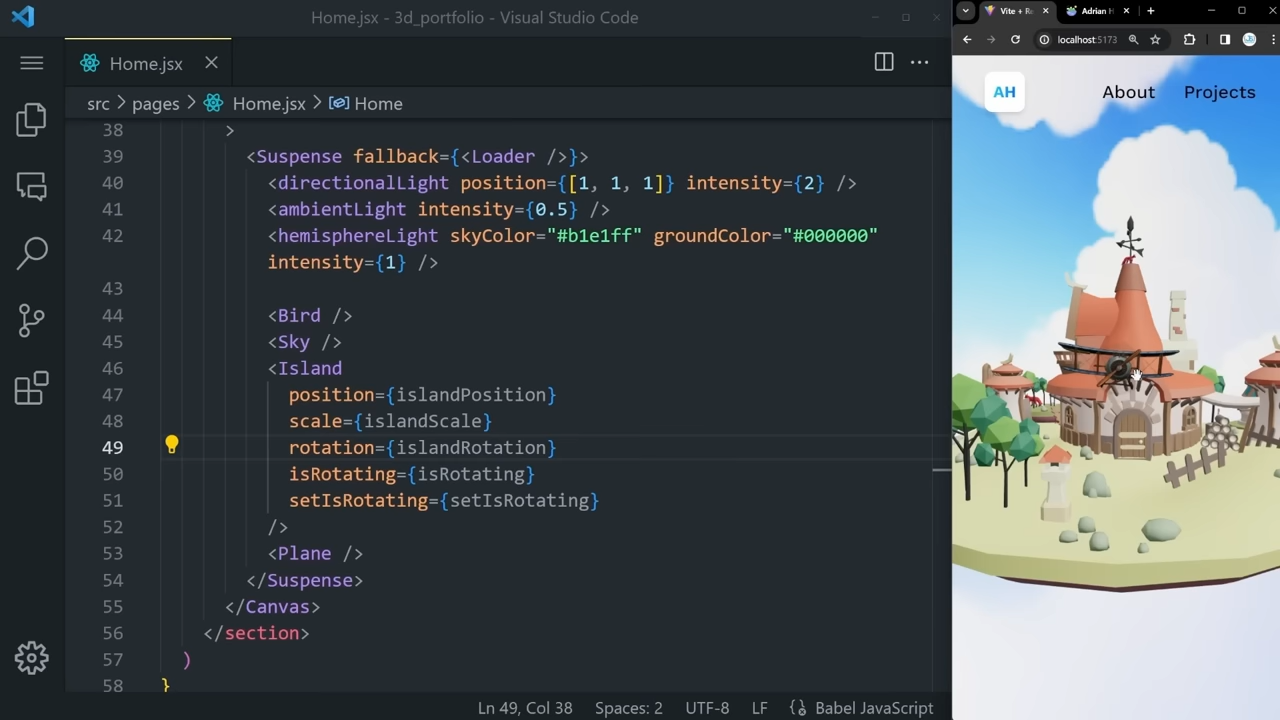 Home.jsx - 3d_portfolio - Visual Studio Code
Home.jsx
src > pages > Home.jsx > Home
38 >
39 <Suspense fallback={<Loader />}>
40 <directionalLight position={[1, 1, 1]} intensity={2} />
41 <ambientLight intensity={0.5} />
42 <hemisphereLight skyColor="#b1e1ff" groundColor="#000000"
intensity={1} />
43
44 <Bird />
45 <Sky />
46 <Island
47 position={islandPosition}
48 scale={islandScale}
49 rotation={islandRotation}
50 isRotating={isRotating}
51 setIsRotating={setIsRotating}
52 />
53 <Plane />
54 </Suspense>
55 </Canvas>
56 </section>
57 )
58 }
Ln 49, Col 38 Spaces: 2 UTF-8 LF Babel JavaScript
Vite + Re
Adrian H
localhost:5173
AH
About Projects